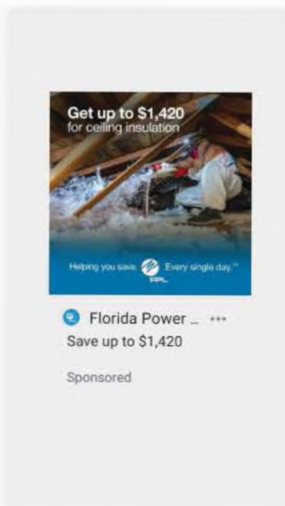 Get up to $1,420
for ceiling insulation
Helping you save. Every single day.℠
FPL
Florida Power ... •••
Save up to $1,420
Sponsored